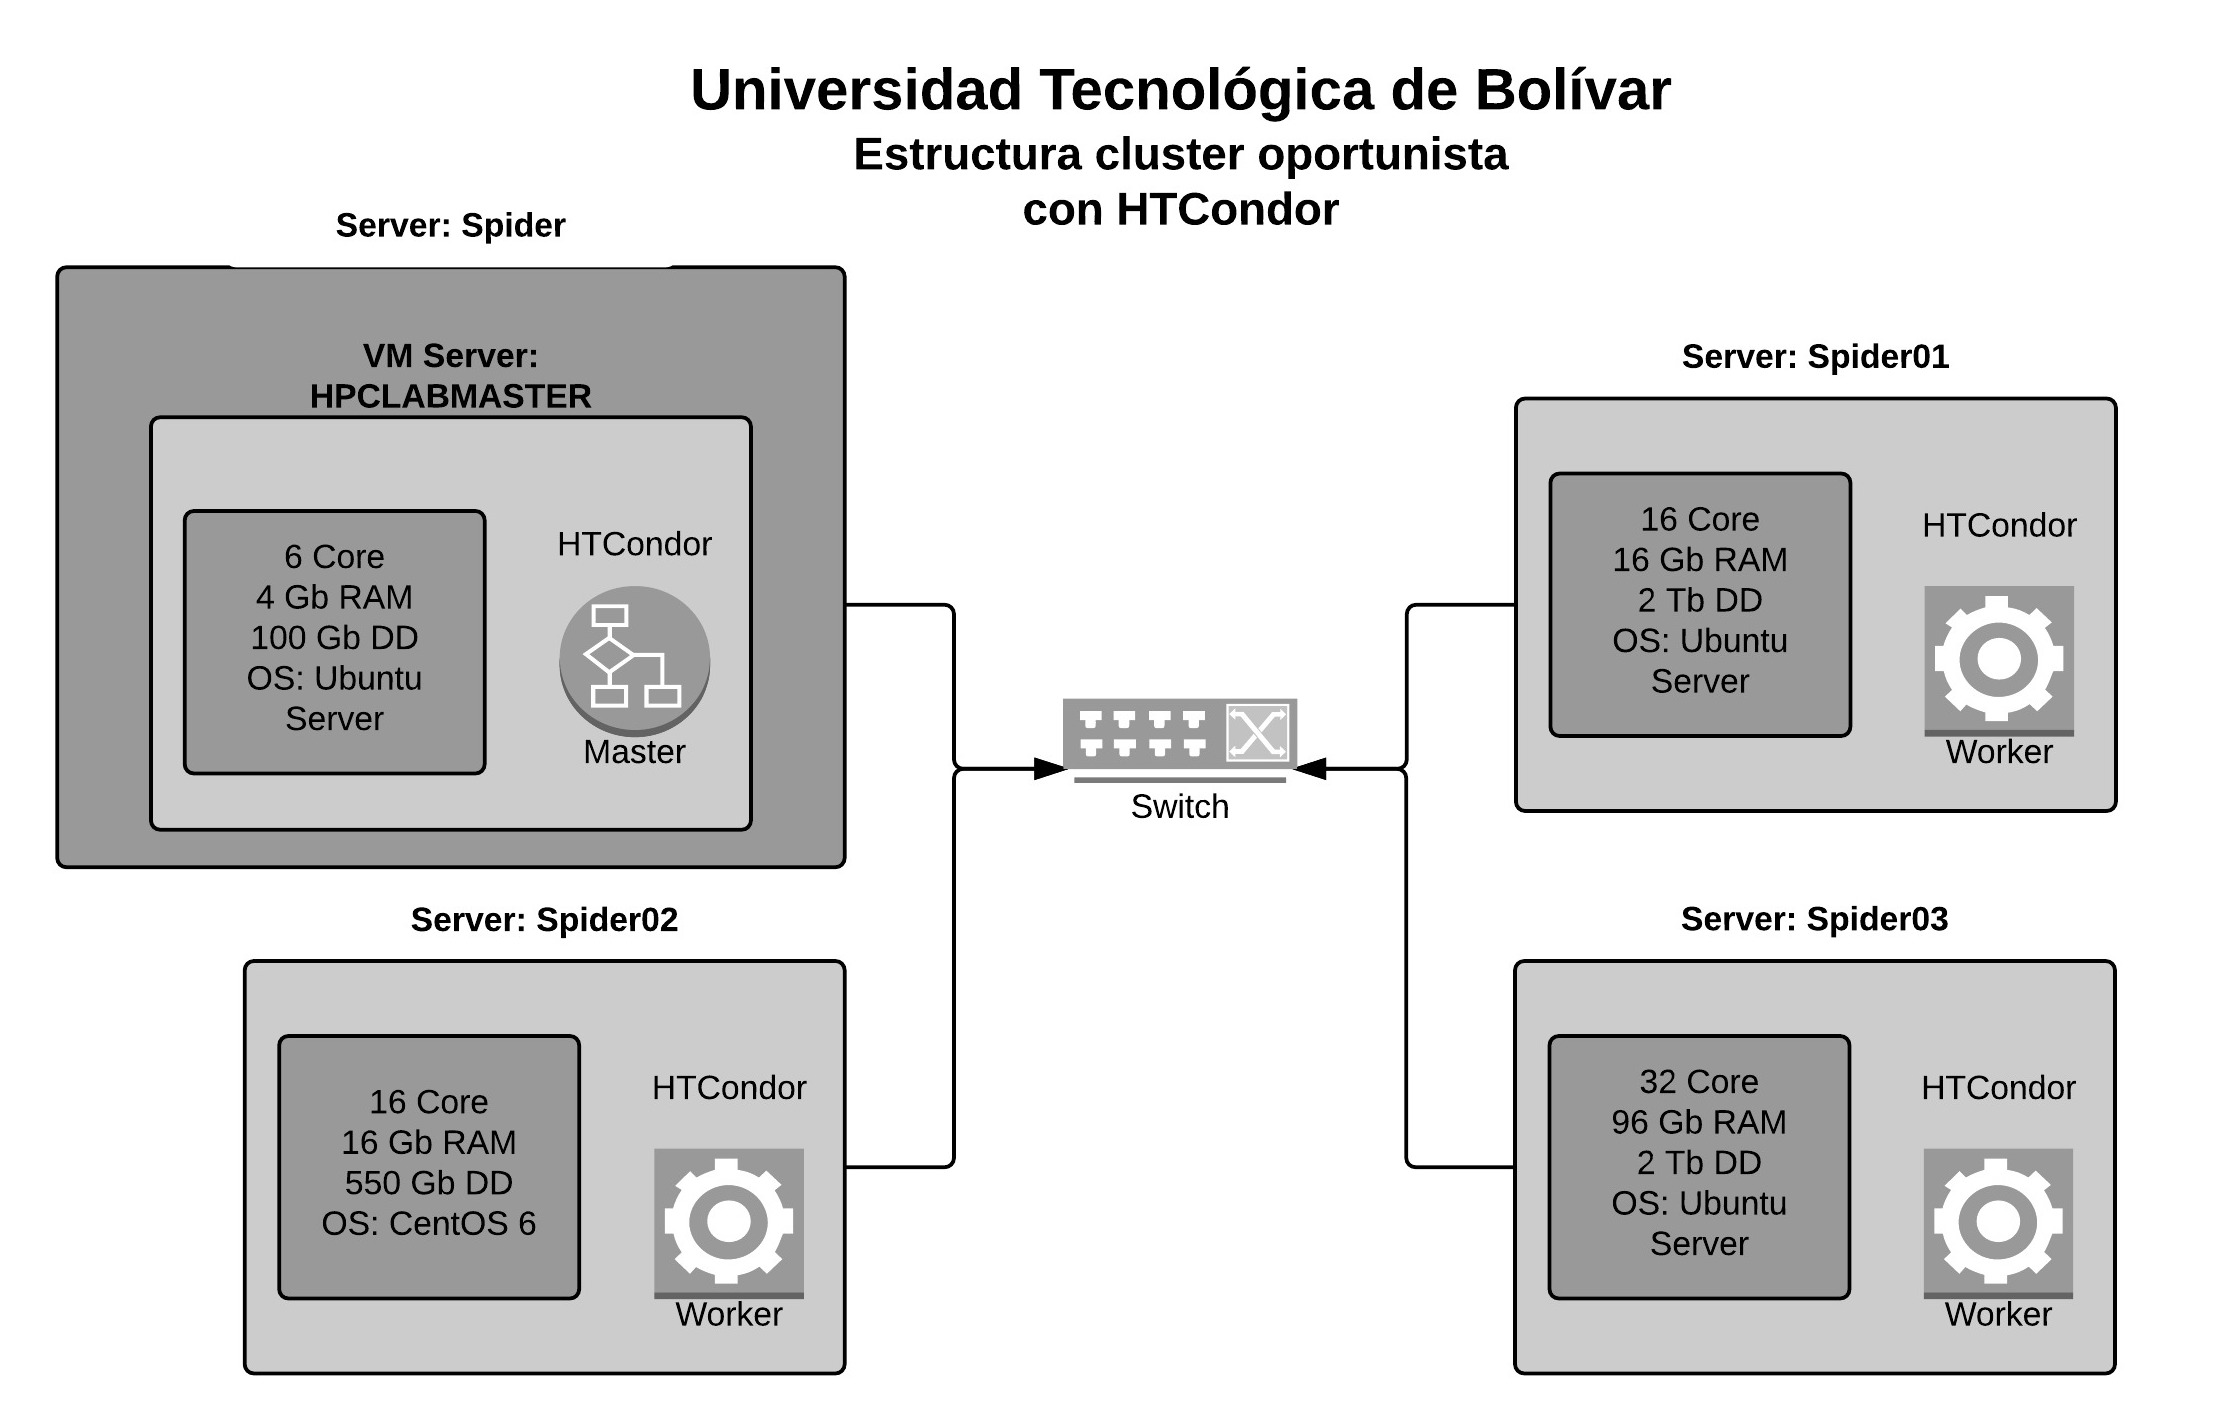 Universidad Tecnológica de Bolívar
Estructura cluster oportunista
con HTCondor
Server: Spider
VM Server:
HPCLABMASTER
6 Core
4 Gb RAM
100 Gb DD
OS: Ubuntu
Server
HTCondor
Master
Server: Spider01
16 Core
16 Gb RAM
2 Tb DD
OS: Ubuntu
Server
HTCondor
Worker
Switch
Server: Spider02
16 Core
16 Gb RAM
550 Gb DD
OS: CentOS 6
HTCondor
Worker
Server: Spider03
32 Core
96 Gb RAM
2 Tb DD
OS: Ubuntu
Server
HTCondor
Worker